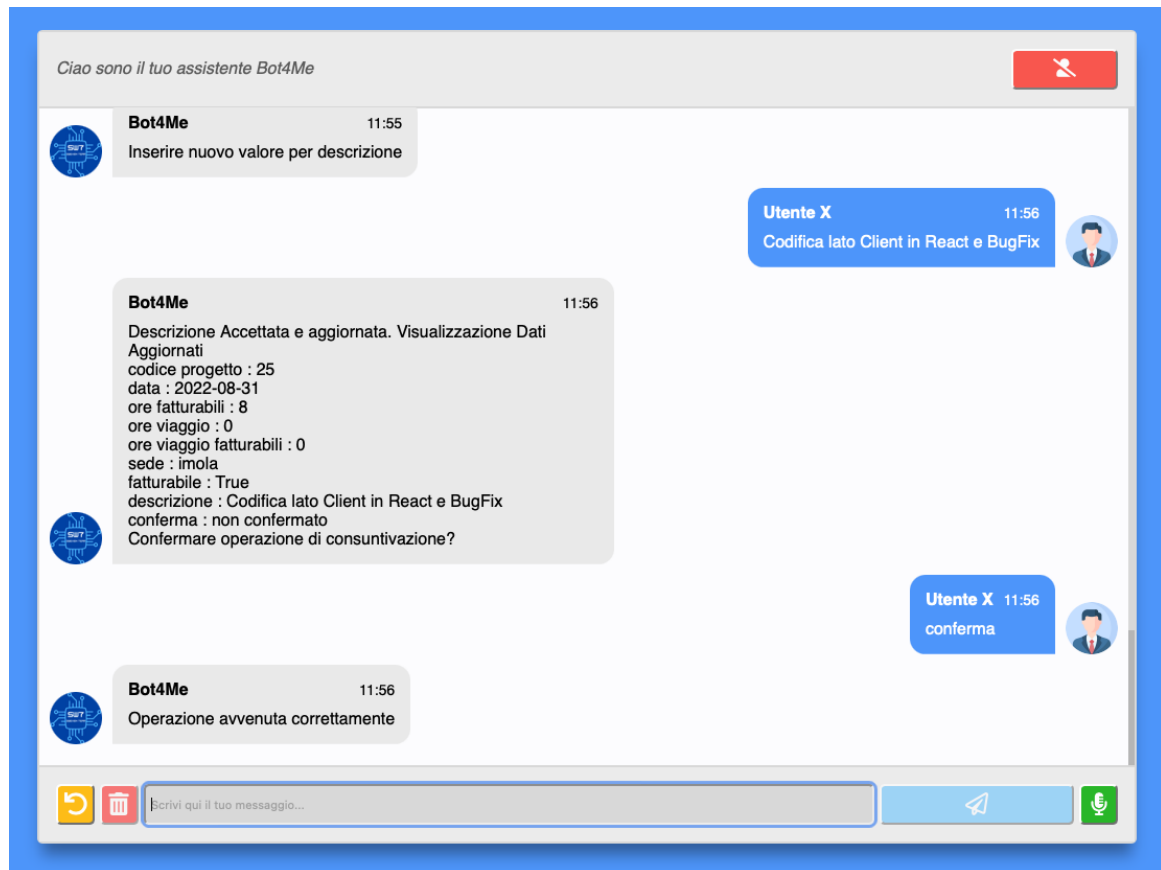 Ciao sono il tuo assistente Bot4Me
Bot4Me 11:55
Inserire nuovo valore per descrizione
Utente X 11:56
Codifica lato Client in React e BugFix
Bot4Me 11:56
Descrizione Accettata e aggiornata. Visualizzazione Dati
Aggiornati
codice progetto : 25
data : 2022-08-31
ore fatturabili : 8
ore viaggio : 0
ore viaggio fatturabili : 0
sede : imola
fatturabile : True
descrizione : Codifica lato Client in React e BugFix
conferma : non confermato
Confermare operazione di consuntivazione?
Utente X 11:56
conferma
Bot4Me 11:56
Operazione avvenuta correttamente
Scrivi qui il tuo messaggio...